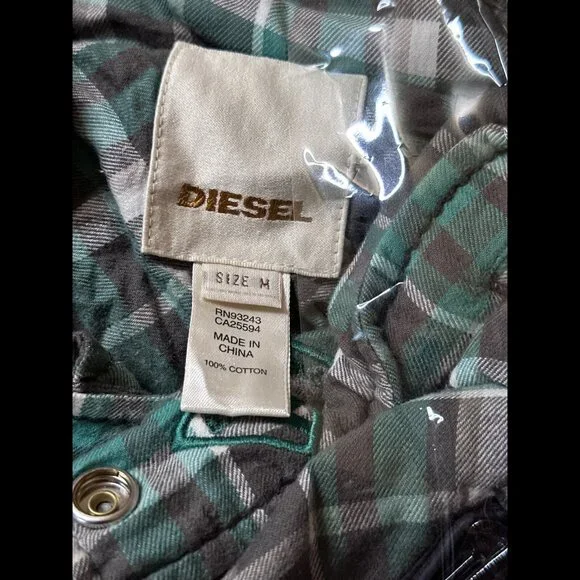 DIESEL
SIZE M
RN93243
CA25594
MADE IN
CHINA
100% COTTON